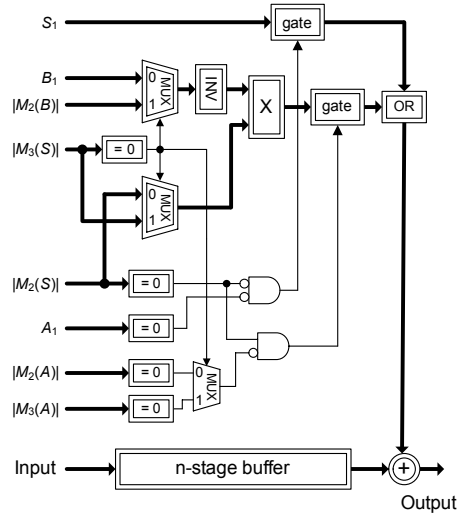 S1
gate
B1
0
MUX
INV
X
|M2(B)|
1
gate
OR
|M3(S)|
= 0
0
MUX
1
|M2(S)|
= 0
A1
= 0
|M2(A)|
= 0
0
MUX
|M3(A)|
= 0
1
Input
n-stage buffer
+
Output